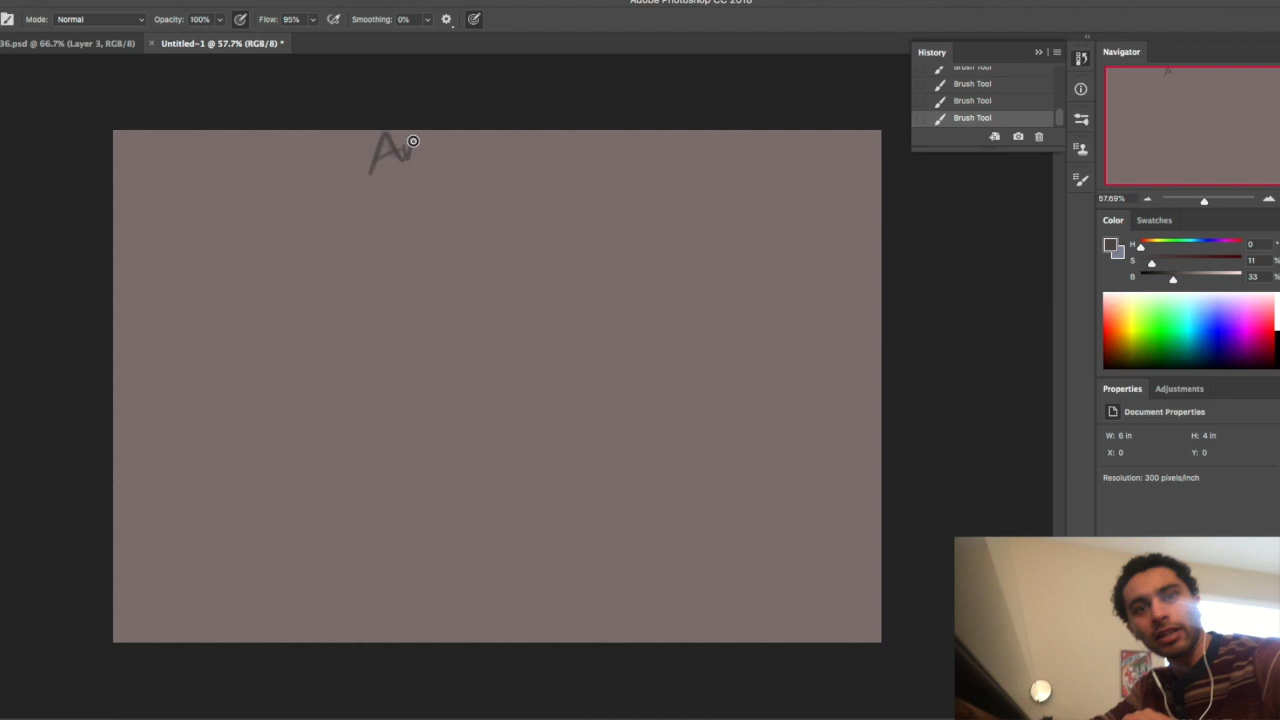 Adobe Photoshop CC 2018
Mode: Normal Opacity: 100% Flow: 95% Smoothing: 0%
36.psd @ 66.7% (Layer 3, RGB/8) × Untitled-1 @ 57.7% (RGB/8) *
History
Brush Tool
Brush Tool
Brush Tool
Brush Tool
Navigator
A
57.69%
Color Swatches
H 0 °
S 11 %
B 33 %
Properties Adjustments
Document Properties
W: 6 in H: 4 in
X: 0 Y: 0
Resolution: 300 pixels/inch
Ar